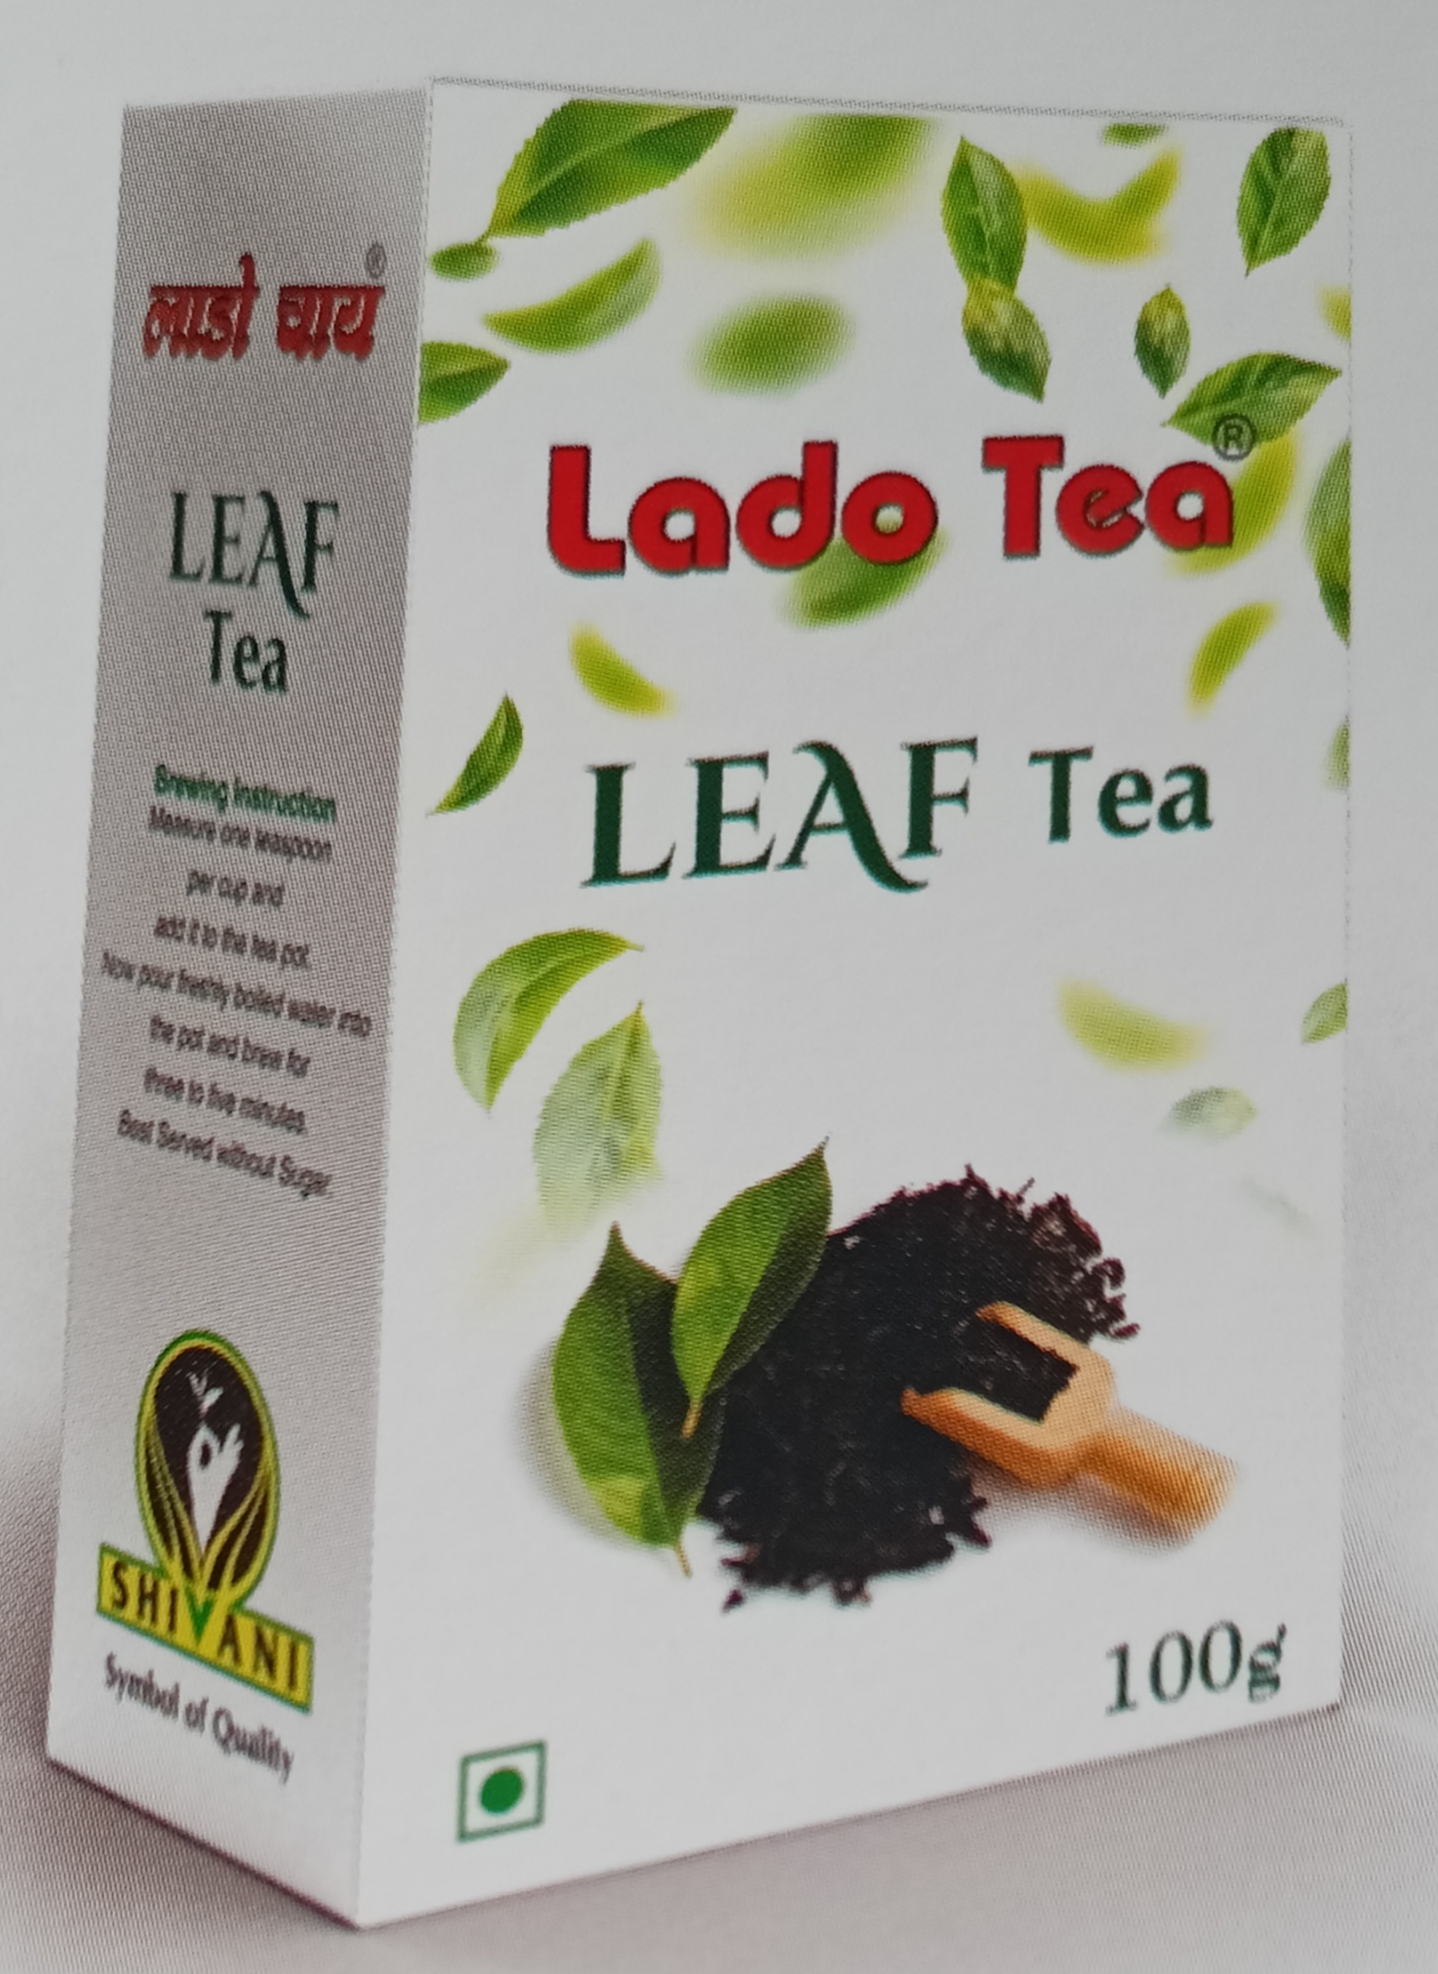 लाडो चाय®
LEAF
Tea
Brewing Instruction
Measure one teaspoon
per cup and
add it to the tea pot.
Now pour freshly boiled water into
the pot and brew for
three to five minutes.
Best Served without Sugar.
SHIVANI
Symbol of Quality
Lado Tea®
LEAF Tea
100g